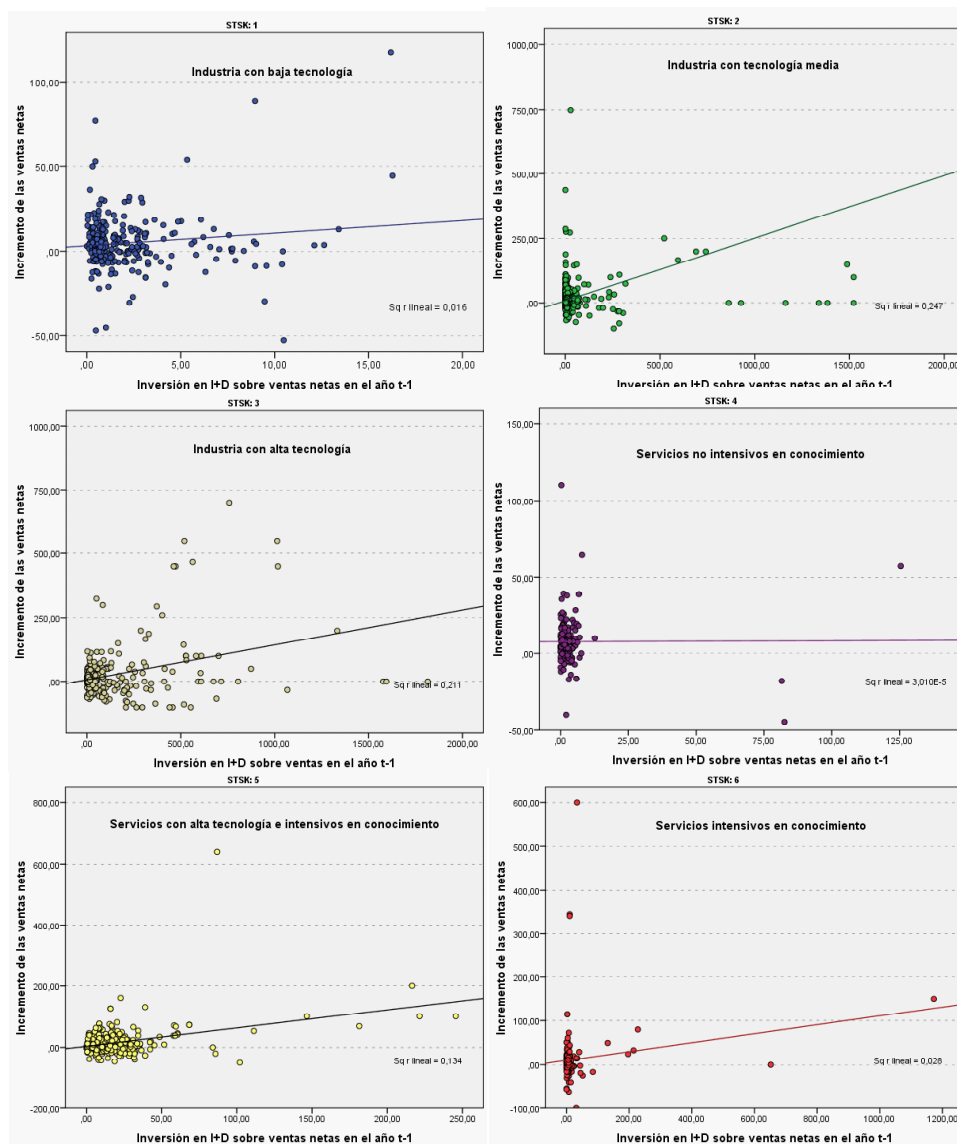 STSK: 1
Industria con baja tecnología
Incremento de las ventas netas
100,00
50,00
,00
-50,00
Sq r lineal = 0,016
,00 5,00 10,00 15,00 20,00
Inversión en I+D sobre ventas netas en el año t-1
STSK: 2
Industria con tecnología media
Incremento de las ventas netas
1000,00
750,00
500,00
250,00
,00
Sq r lineal = 0,247
,00 500,00 1000,00 1500,00 2000,00
Inversión en I+D sobre ventas netas en el año t-1
STSK: 3
Industria con alta tecnología
Incremento de las ventas netas
1000,00
750,00
500,00
250,00
,00
Sq r lineal = 0,211
,00 500,00 1000,00 1500,00 2000,00
Inversión en I+D sobre ventas en el año t-1
STSK: 4
Servicios no intensivos en conocimiento
Incremento de las ventas netas
150,00
100,00
50,00
,00
-50,00
Sq r lineal = 3,010E-5
,00 25,00 50,00 75,00 100,00 125,00
Inversión en I+D sobre ventas netas en el año t-1
STSK: 5
Servicios con alta tecnología e intensivos en conocimiento
Incremento de las ventas netas
800,00
600,00
400,00
200,00
,00
-200,00
Sq r lineal = 0,134
,00 50,00 100,00 150,00 200,00 250,00
Inversión en I+D sobre ventas netas en el año t-1
STSK: 6
Servicios intensivos en conocimiento
Incremento de las ventas netas
600,00
500,00
400,00
300,00
200,00
100,00
,00
-100,00
Sq r lineal = 0,028
,00 200,00 400,00 600,00 800,00 1000,00 1200,00
Inversión en I+D sobre ventas netas en el año t-1